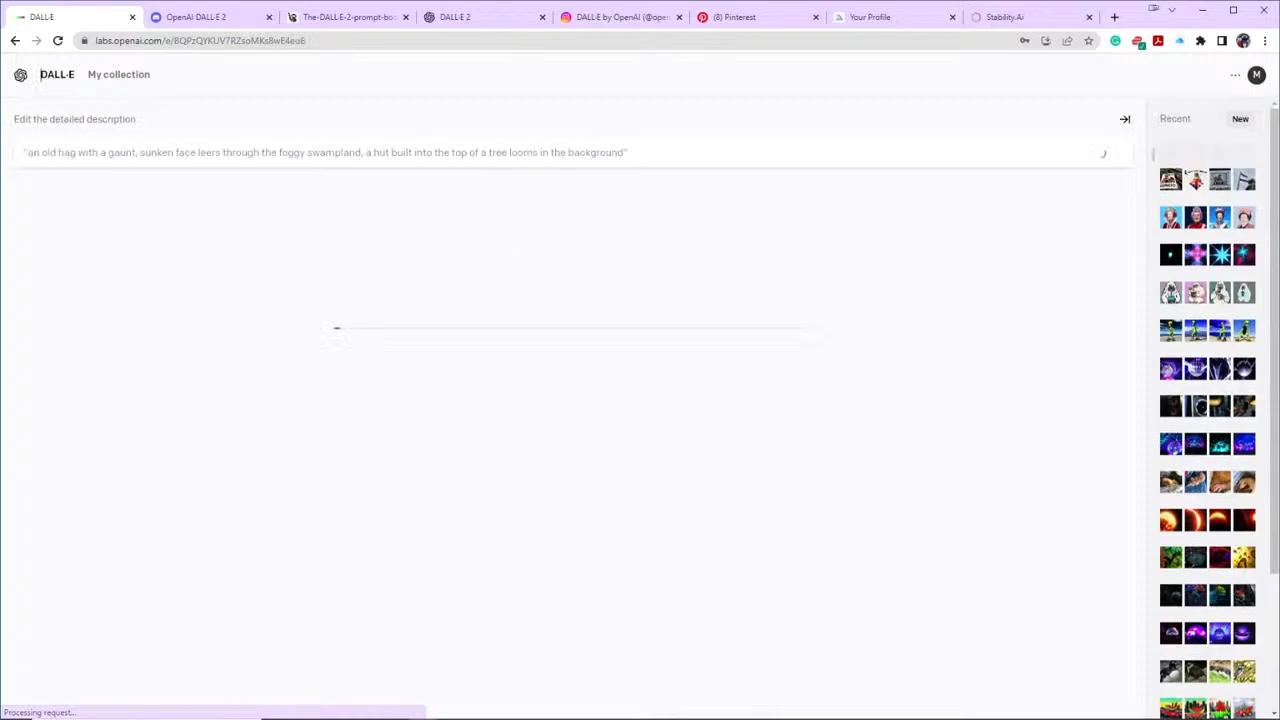 DALL·E
OpenAI DALL·E 2
The-DALL·E-2-prompt-bo
DALL·E 2
DALL·E by OpenAI (@open
(8) Pinterest
Your Profile
Stability.Ai
labs.openai.com/e/8QPzQYKUV7RZsoMKs8wE4eu6
DALL·E
My collection
M
Edit the detailed description
Recent
New
"an old hag with a gaunt, sunken face leers through the foggy swampland, a hut built into the top of a tree looms in the background"
Processing request...